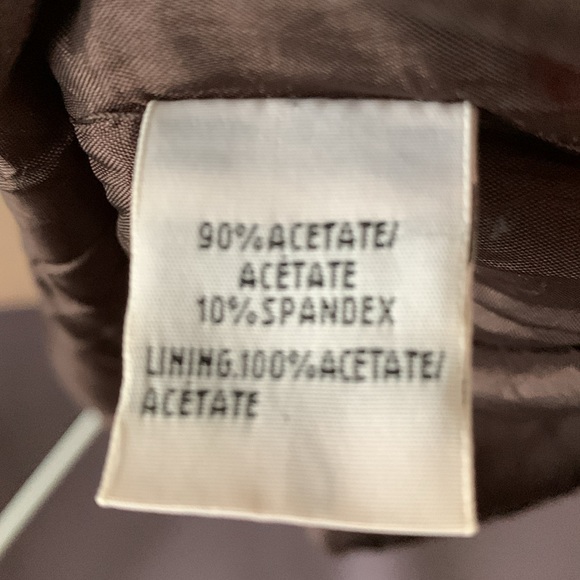 90%ACETATE/
ACÉTATE
10%SPANDEX
LINING.100%ACETATE/
ACÉTATE